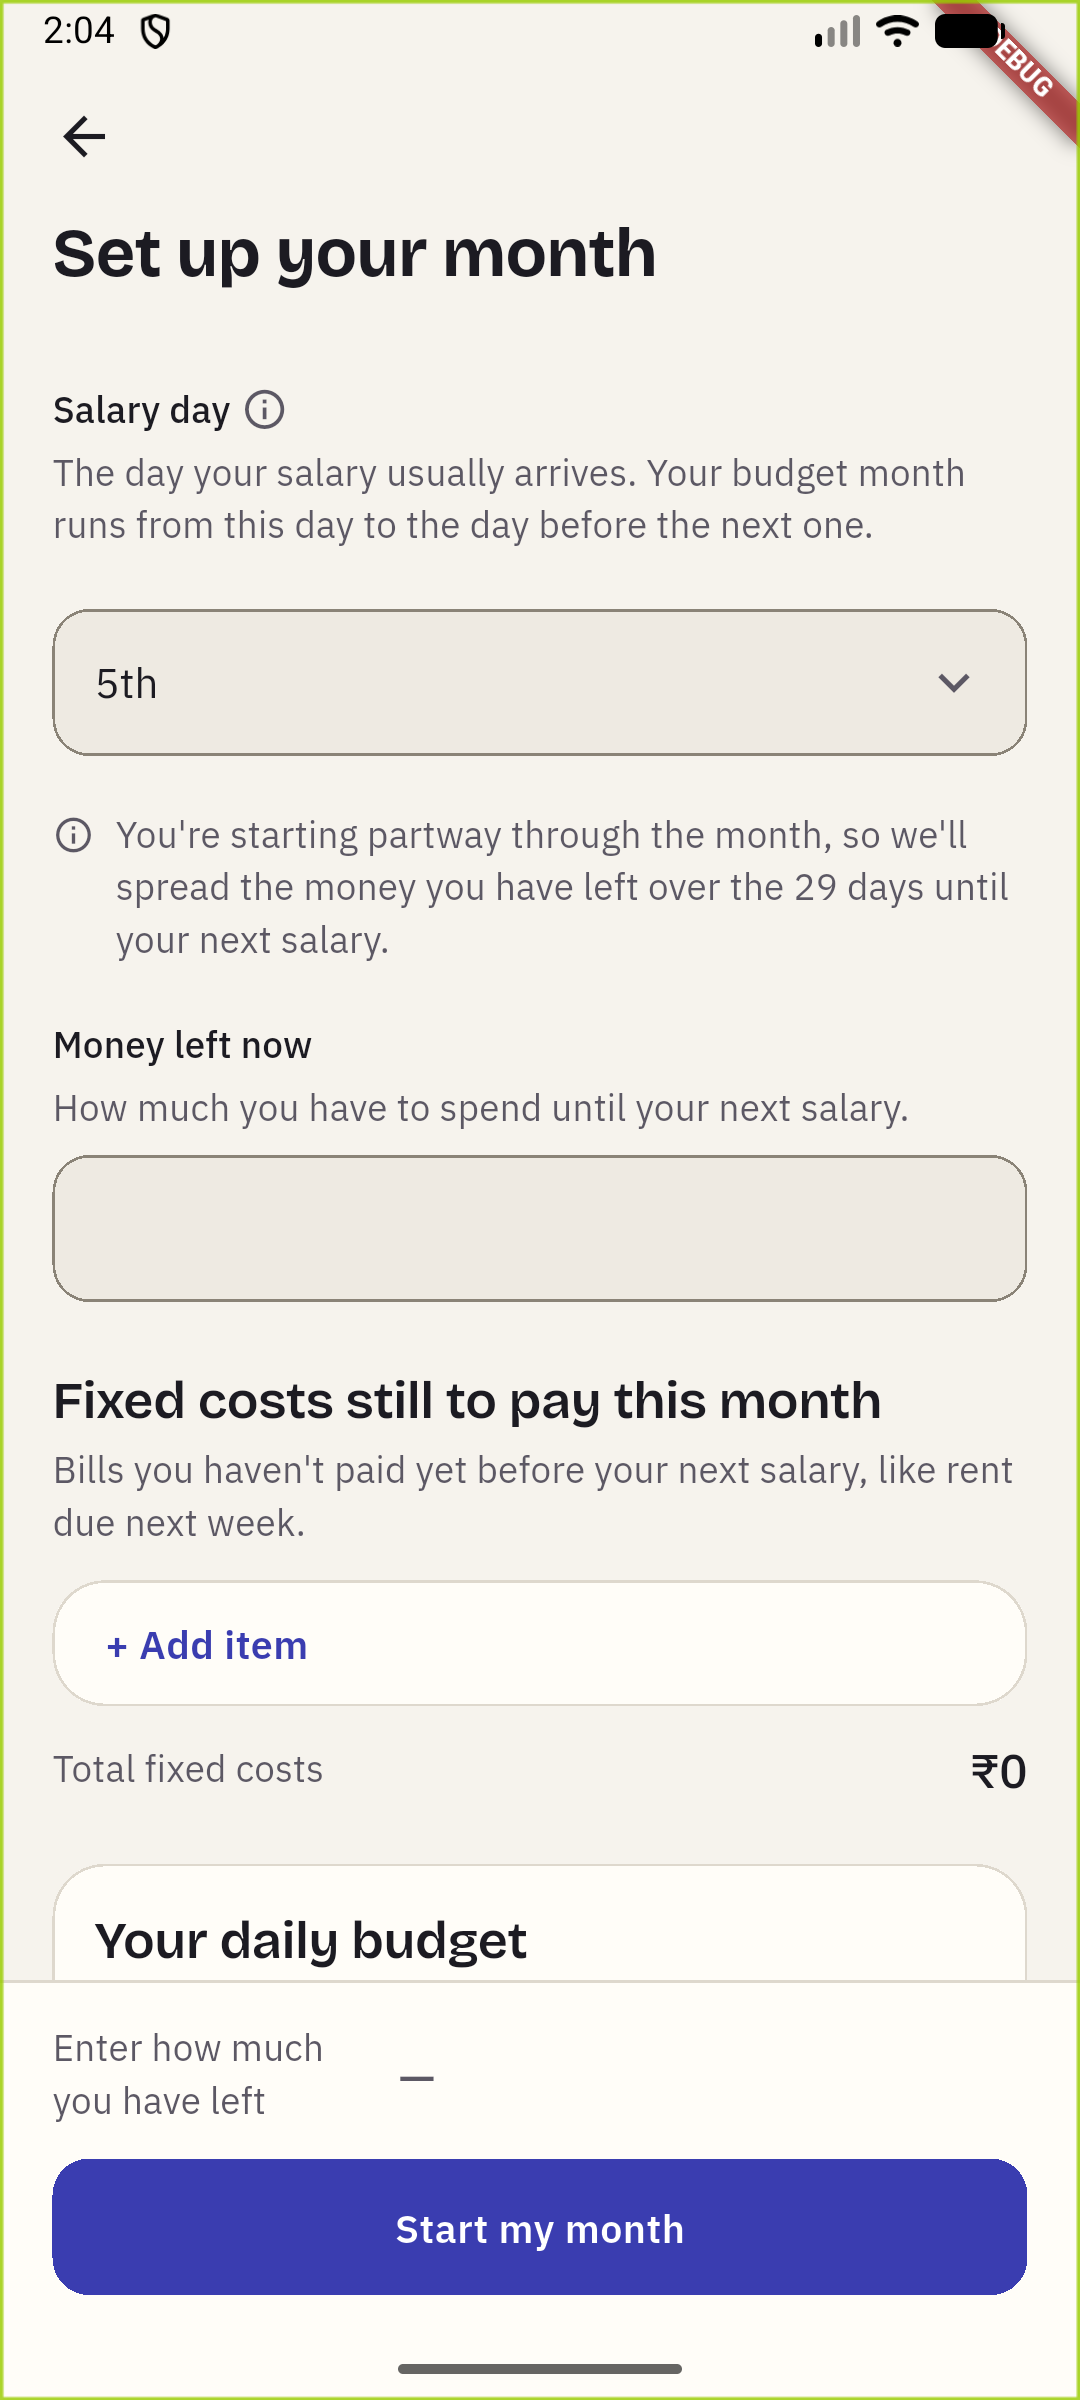 2:04
EBUG
Set up your month
Salary day
The day your salary usually arrives. Your budget month
runs from this day to the day before the next one.
5th
You're starting partway through the month, so we'll
spread the money you have left over the 29 days until
your next salary.
Money left now
How much you have to spend until your next salary.
Fixed costs still to pay this month
Bills you haven't paid yet before your next salary, like rent
due next week.
+ Add item
Total fixed costs ₹0
Your daily budget
Enter how much
you have left
—
Start my month